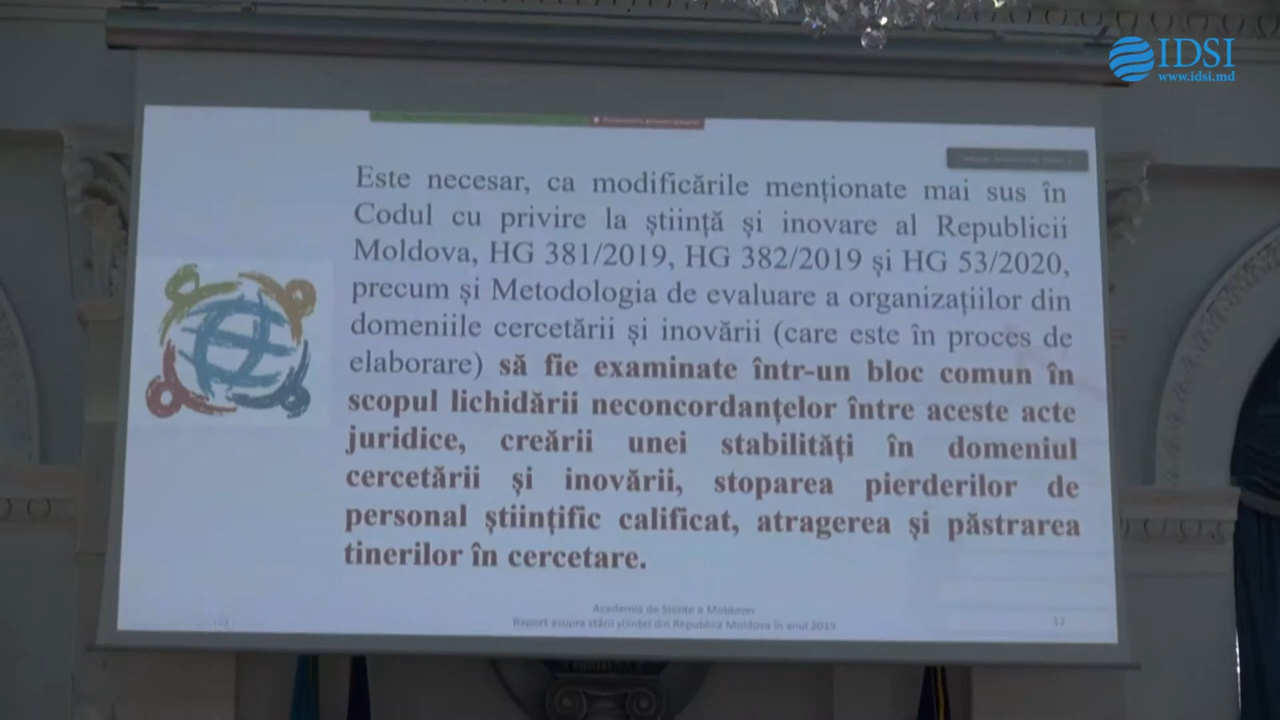 IDSI
www.idsi.md
Este necesar, ca modificările menționate mai sus în
Codul cu privire la știință și inovare al Republicii
Moldova, HG 381/2019, HG 382/2019 și HG 53/2020,
precum și Metodologia de evaluare a organizațiilor din
domeniile cercetării și inovării (care este în proces de
elaborare) să fie examinate într-un bloc comun în
scopul lichidării neconcordanțelor între aceste acte
juridice, creării unei stabilități în domeniul
cercetării și inovării, stoparea pierderilor de
personal științific calificat, atragerea și păstrarea
tinerilor în cercetare.
Academia de Științe a Moldovei
Raport asupra stării științei din Republica Moldova în anul 2019